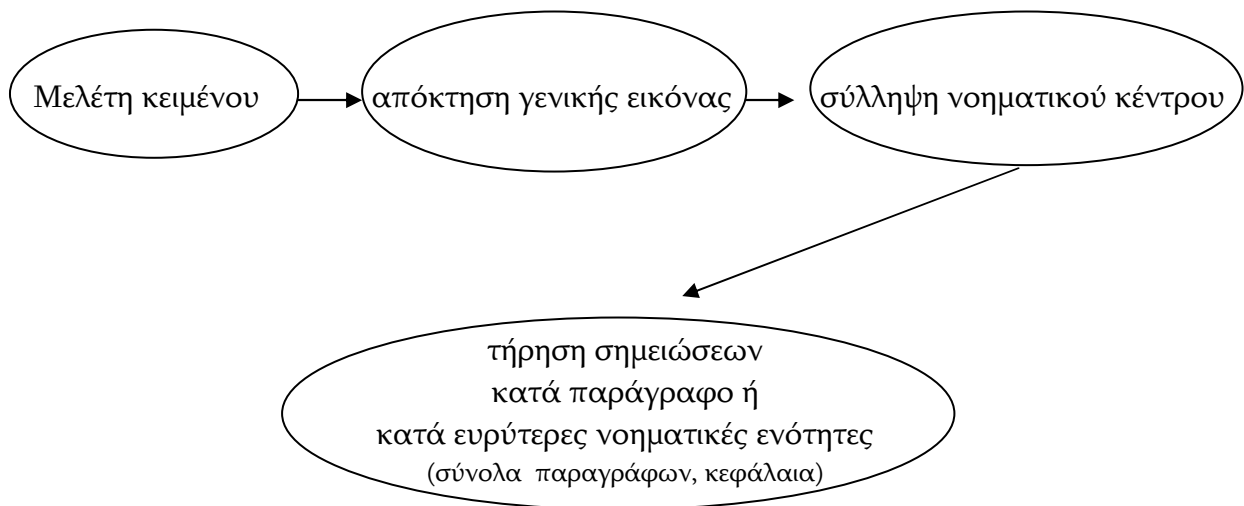 Μελέτη κειμένου
απόκτηση γενικής εικόνας
σύλληψη νοηματικού κέντρου
τήρηση σημειώσεων
κατά παράγραφο ή
κατά ευρύτερες νοηματικές ενότητες
(σύνολα παραγράφων, κεφάλαια)